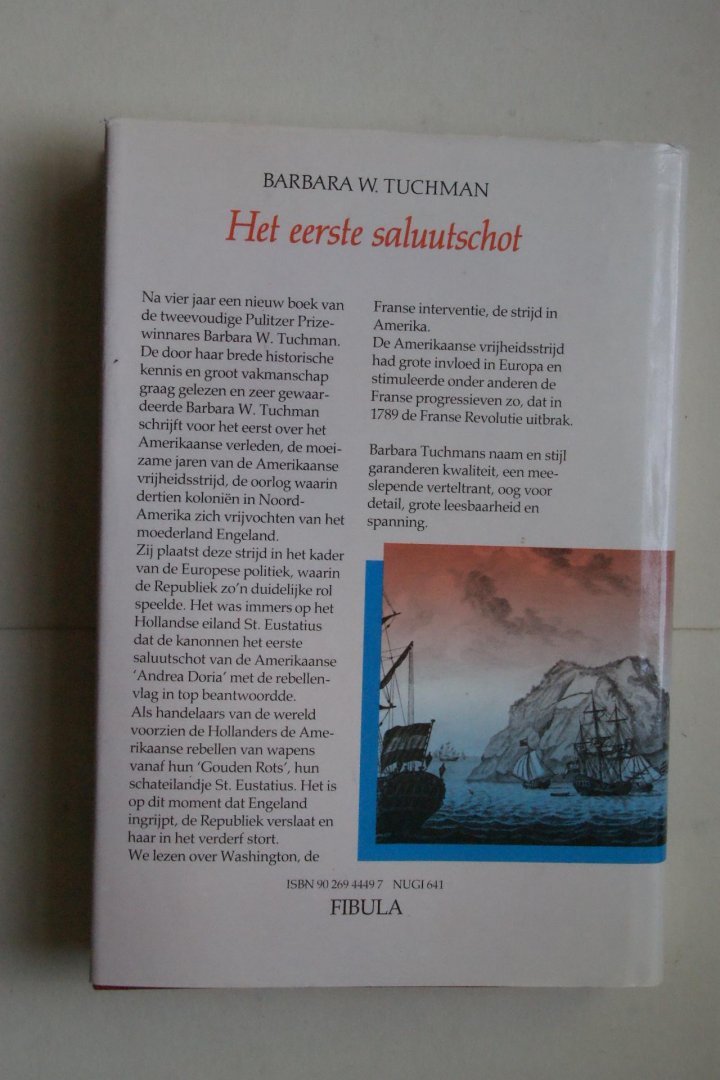 BARBARA W. TUCHMAN
Het eerste saluutschot
Na vier jaar een nieuw boek van
de tweevoudige Pulitzer Prize-
winnares Barbara W. Tuchman.
De door haar brede historische
kennis en groot vakmanschap
graag gelezen en zeer gewaar-
deerde Barbara W. Tuchman
schrijft voor het eerst over het
Amerikaanse verleden, de moei-
zame jaren van de Amerikaanse
vrijheidsstrijd, de oorlog waarin
dertien koloniën in Noord-
Amerika zich vrijvochten van het
moederland Engeland.
Zij plaatst deze strijd in het kader
van de Europese politiek, waarin
de Republiek zo'n duidelijke rol
speelde. Het was immers op het
Hollandse eiland St. Eustatius
dat de kanonnen het eerste
saluutschot van de Amerikaanse
'Andrea Doria' met de rebellen-
vlag in top beantwoordde.
Als handelaars van de wereld
voorzien de Hollanders de Ame-
rikaanse rebellen van wapens
vanaf hun 'Gouden Rots', hun
schateilandje St. Eustatius. Het is
op dit moment dat Engeland
ingrijpt, de Republiek verslaat en
haar in het verderf stort.
We lezen over Washington, de
Franse interventie, de strijd in
Amerika.
De Amerikaanse vrijheidsstrijd
had grote invloed in Europa en
stimuleerde onder anderen de
Franse progressieven zo, dat in
1789 de Franse Revolutie uitbrak.
Barbara Tuchmans naam en stijl
garanderen kwaliteit, een mee-
slepende verteltrant, oog voor
detail, grote leesbaarheid en
spanning.
ISBN 90 269 4449 7 NUGI 641
FIBULA